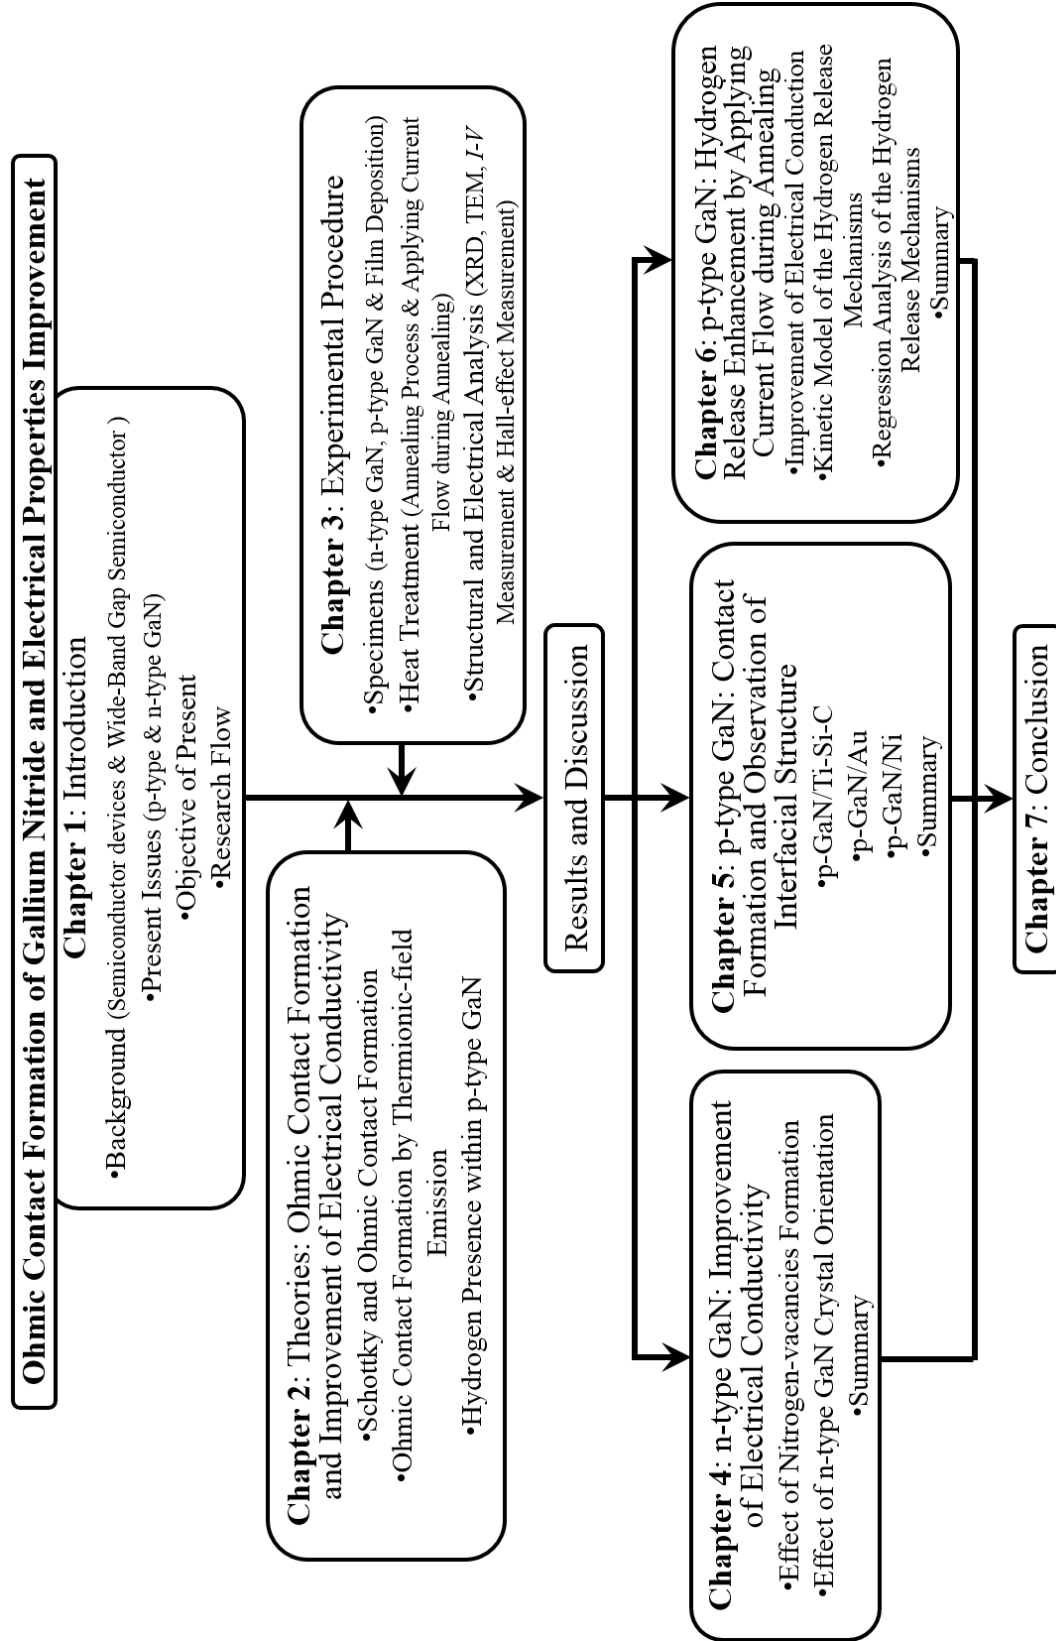 Ohmic Contact Formation of Gallium Nitride and Electrical Properties Improvement
Chapter 1: Introduction
•Background (Semiconductor devices & Wide-Band Gap Semiconductor )
•Present Issues (p-type & n-type GaN)
•Objective of Present
•Research Flow
Chapter 2: Theories: Ohmic Contact Formation
and Improvement of Electrical Conductivity
•Schottky and Ohmic Contact Formation
•Ohmic Contact Formation by Thermionic-field
Emission
•Hydrogen Presence within p-type GaN
Chapter 3: Experimental Procedure
•Specimens (n-type GaN, p-type GaN & Film Deposition)
•Heat Treatment (Annealing Process & Applying Current
Flow during Annealing)
•Structural and Electrical Analysis (XRD, TEM, I-V
Measurement & Hall-effect Measurement)
Results and Discussion
Chapter 4: n-type GaN: Improvement
of Electrical Conductivity
•Effect of Nitrogen-vacancies Formation
•Effect of n-type GaN Crystal Orientation
•Summary
Chapter 5: p-type GaN: Contact
Formation and Observation of
Interfacial Structure
•p-GaN/Ti-Si-C
•p-GaN/Au
•p-GaN/Ni
•Summary
Chapter 6: p-type GaN: Hydrogen
Release Enhancement by Applying
Current Flow during Annealing
•Improvement of Electrical Conduction
•Kinetic Model of the Hydrogen Release
Mechanisms
•Regression Analysis of the Hydrogen
Release Mechanisms
•Summary
Chapter 7: Conclusion